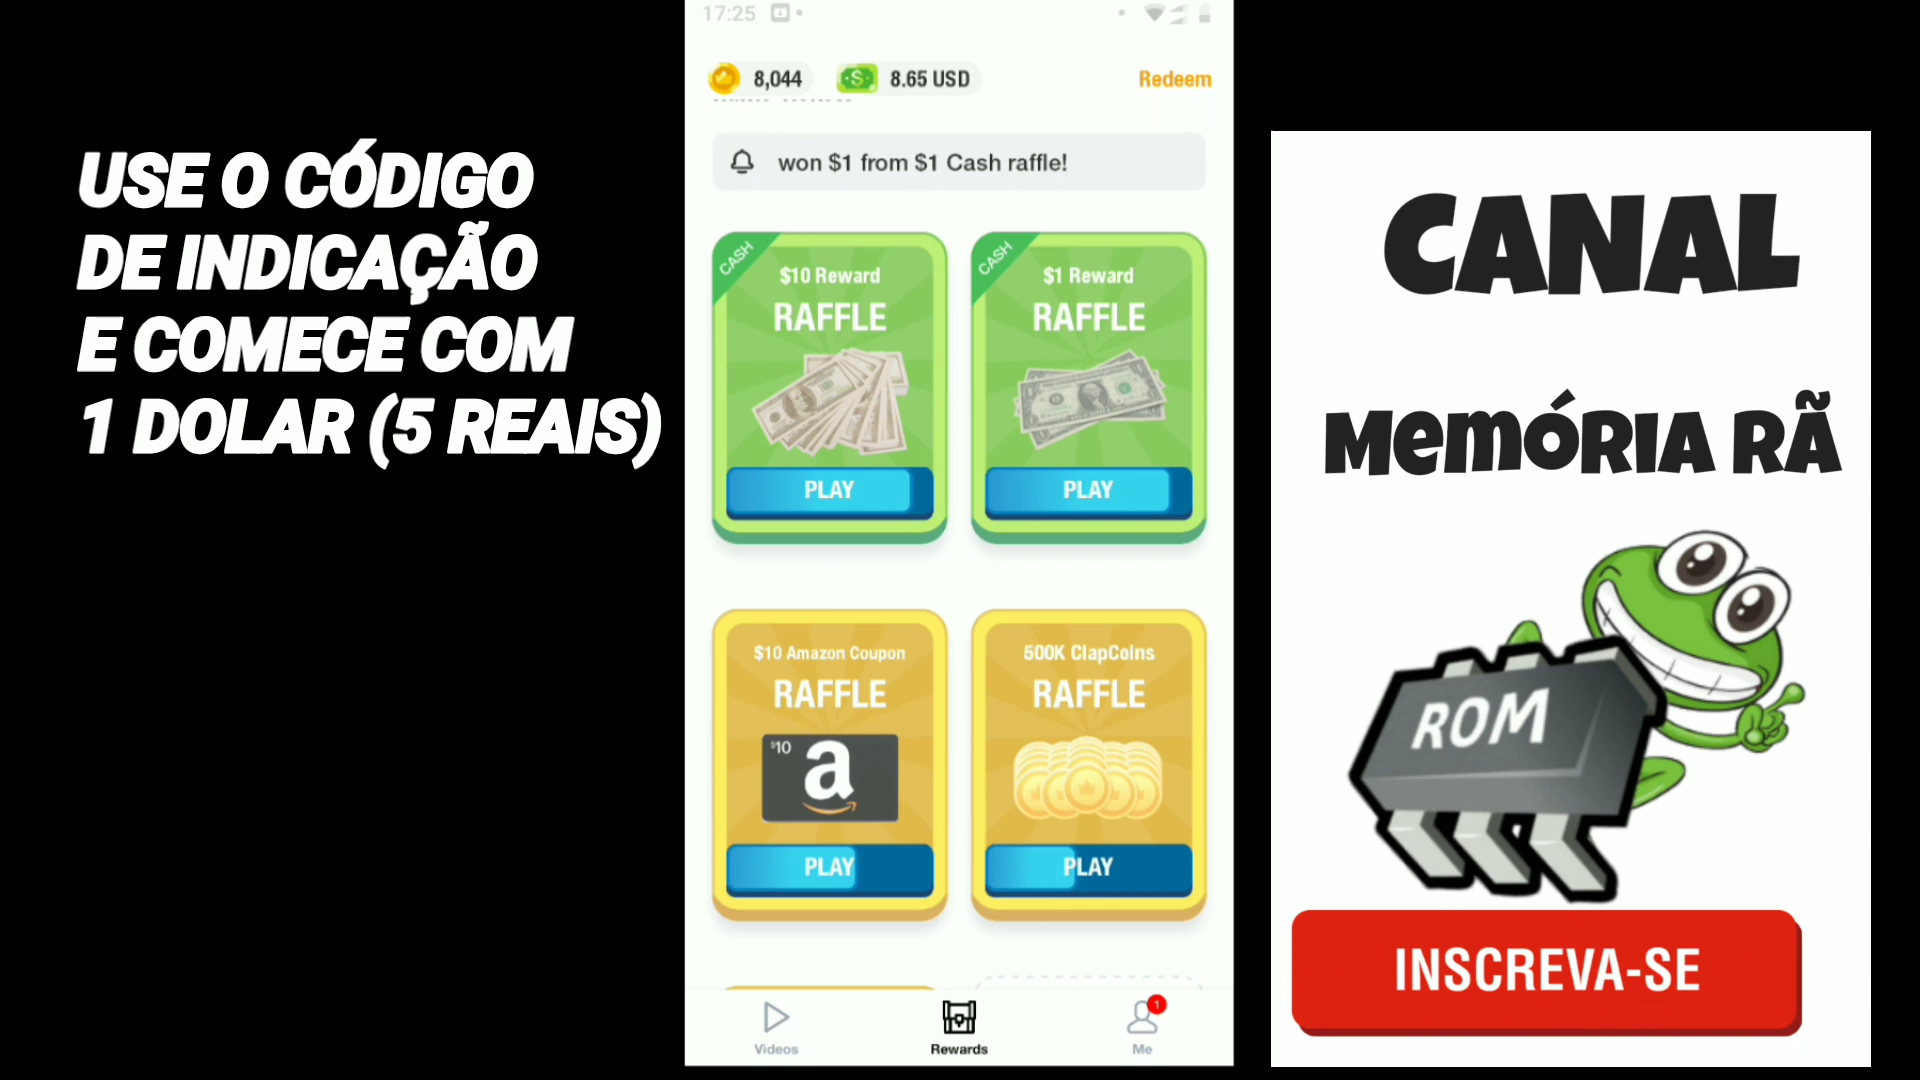 USE O CÓDIGO
DE INDICAÇÃO
E COMECE COM
1 DOLAR (5 REAIS)
17:25
8,044
8.65 USD
Redeem
won $1 from $1 Cash raffle!
CASH
$10 Reward
RAFFLE
PLAY
CASH
$1 Reward
RAFFLE
PLAY
$10 Amazon Coupon
RAFFLE
$10
a
PLAY
500K ClapCoins
RAFFLE
PLAY
Videos
Rewards
1
Me
CANAL
MeMÓRIA RÃ
ROM
INSCREVA-SE